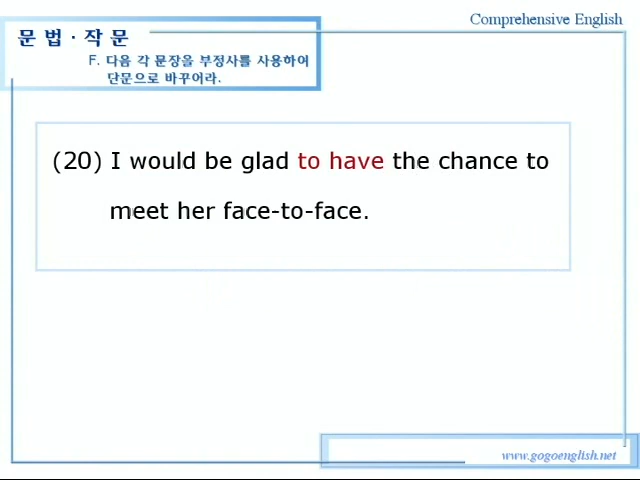 Comprehensive English
문 법 · 작 문
F. 다음 각 문장을 부정사를 사용하여
단문으로 바꾸어라.
(20) I would be glad to have the chance to
meet her face-to-face.
www.gogoenglish.net